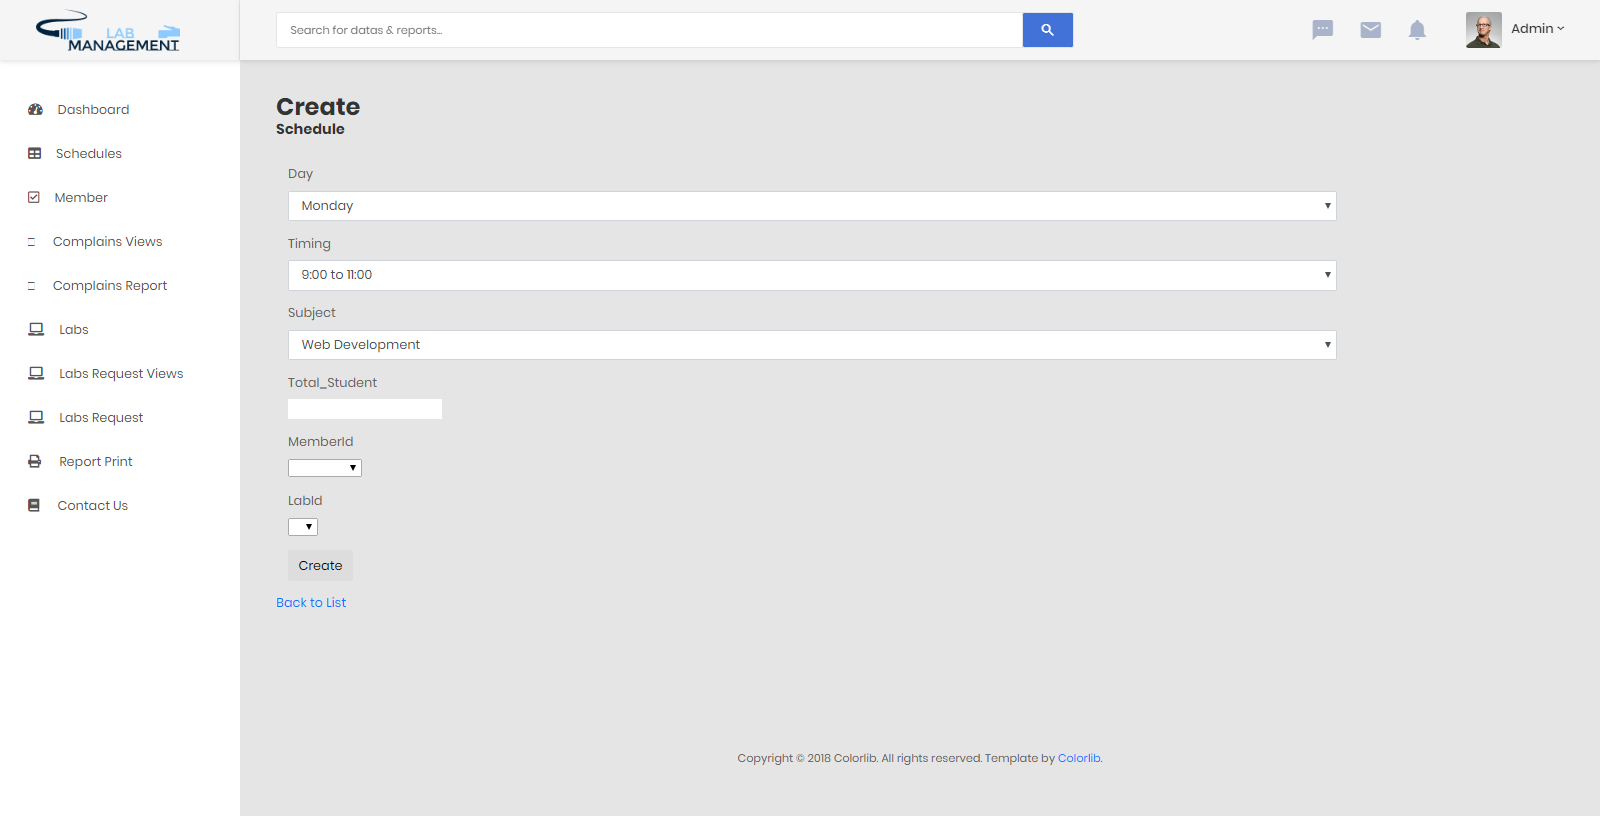 LAB
MANAGEMENT
Search for datas & reports...
Admin
Dashboard
Schedules
Member
Complains Views
Complains Report
Labs
Labs Request Views
Labs Request
Report Print
Contact Us
Create
Schedule
Day
Monday
Timing
9:00 to 11:00
Subject
Web Development
Total_Student
MemberId
LabId
Create
Back to List
Copyright © 2018 Colorlib. All rights reserved. Template by Colorlib.